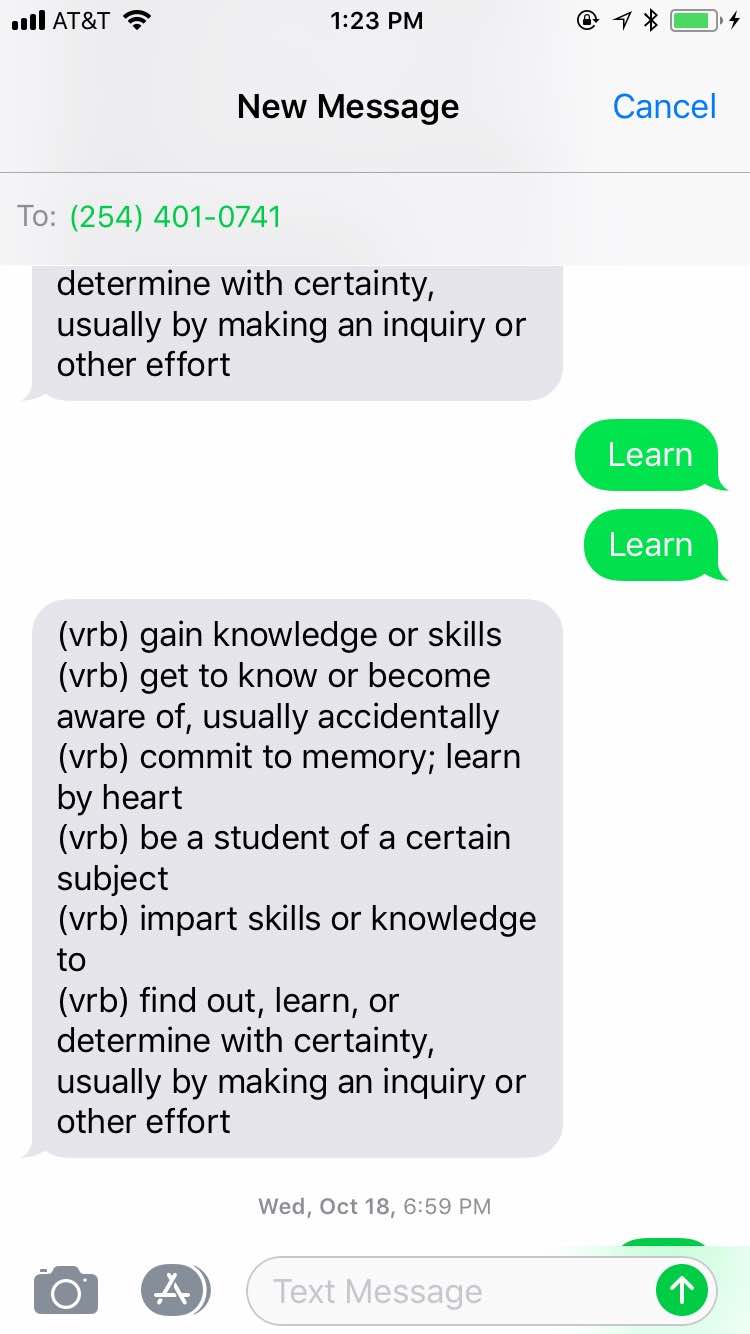 AT&T
1:23 PM
New Message
Cancel
To: (254) 401-0741
determine with certainty,
usually by making an inquiry or
other effort
Learn
Learn
(vrb) gain knowledge or skills
(vrb) get to know or become
aware of, usually accidentally
(vrb) commit to memory; learn
by heart
(vrb) be a student of a certain
subject
(vrb) impart skills or knowledge
to
(vrb) find out, learn, or
determine with certainty,
usually by making an inquiry or
other effort
Wed, Oct 18, 6:59 PM
Text Message